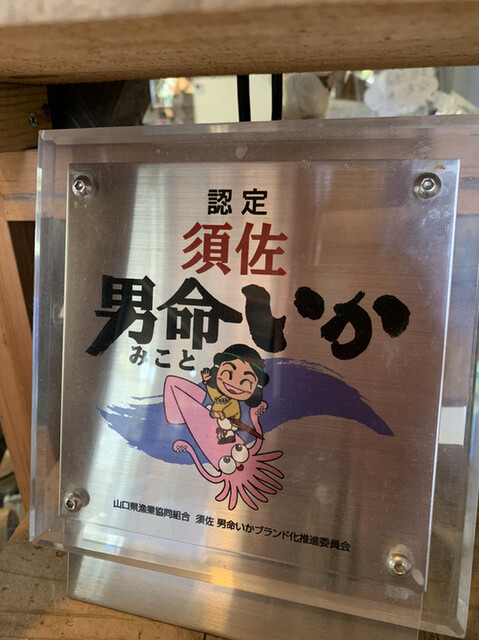 認定
須佐
男命いか
みこと
山口県漁業協同組合 須佐 男命いかブランド化推進委員会